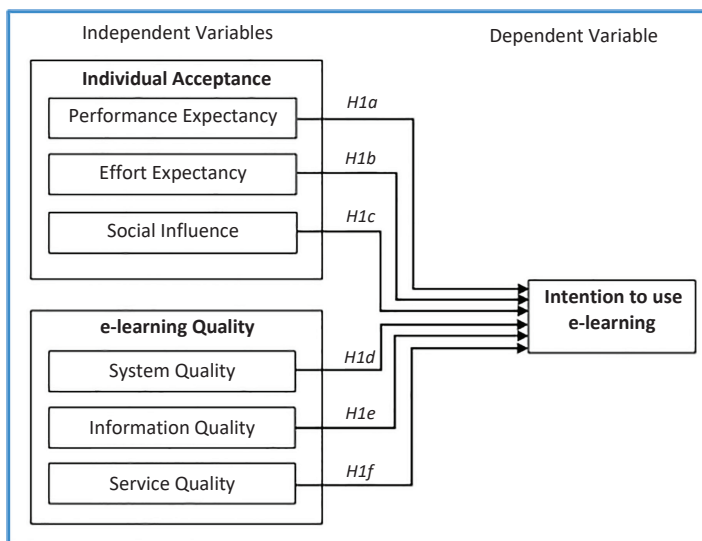 Independent Variables
Dependent Variable
Individual Acceptance
Performance Expectancy
H1a
Effort Expectancy
H1b
Social Influence
H1c
Intention to use
e-learning
e-learning Quality
System Quality
H1d
Information Quality
H1e
Service Quality
H1f